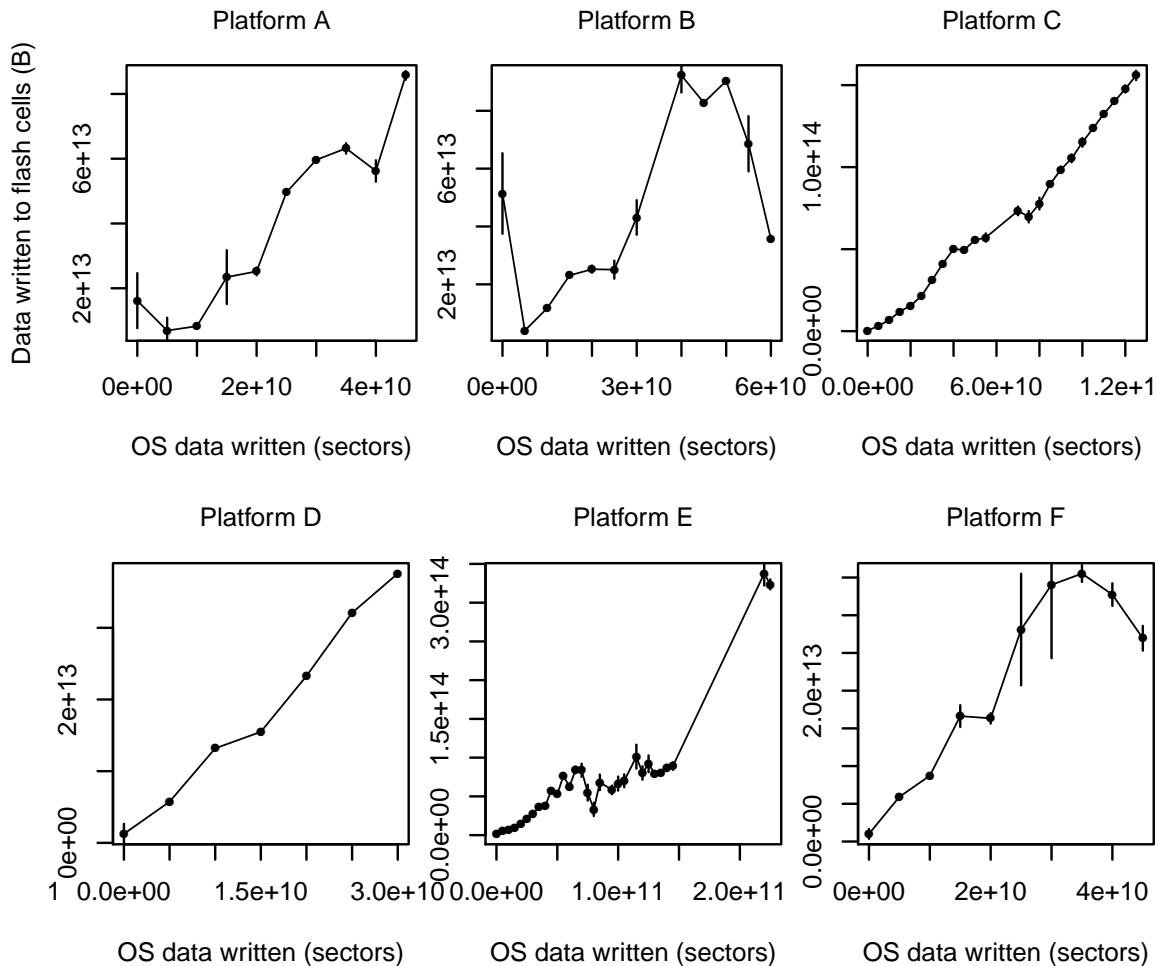 Platform A
Data written to flash cells (B)
2e+13 6e+13
0e+00 2e+10 4e+10
OS data written (sectors)
Platform B
2e+13 6e+13
0e+00 3e+10 6e+10
OS data written (sectors)
Platform C
0.0e+00 1.0e+14
0.0e+00 6.0e+10 1.2e+1
OS data written (sectors)
Platform D
0e+00 2e+13
1 0.0e+00 1.5e+10 3.0e+10
OS data written (sectors)
Platform E
0.0e+00 1.5e+14 3.0e+14
0.0e+00 1.0e+11 2.0e+11
OS data written (sectors)
Platform F
0.0e+00 2.0e+13
0e+00 2e+10 4e+10
OS data written (sectors)